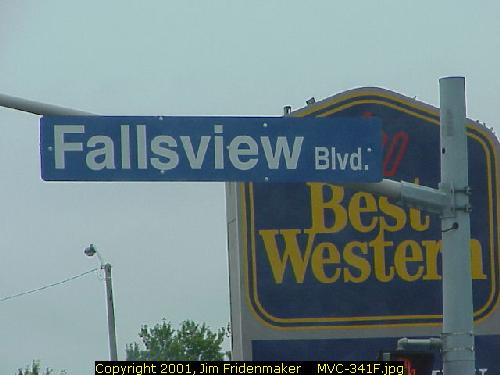 Fallsview Blvd.
Best
Western
Copyright 2001, Jim Fridenmaker MVC-341F.jpg